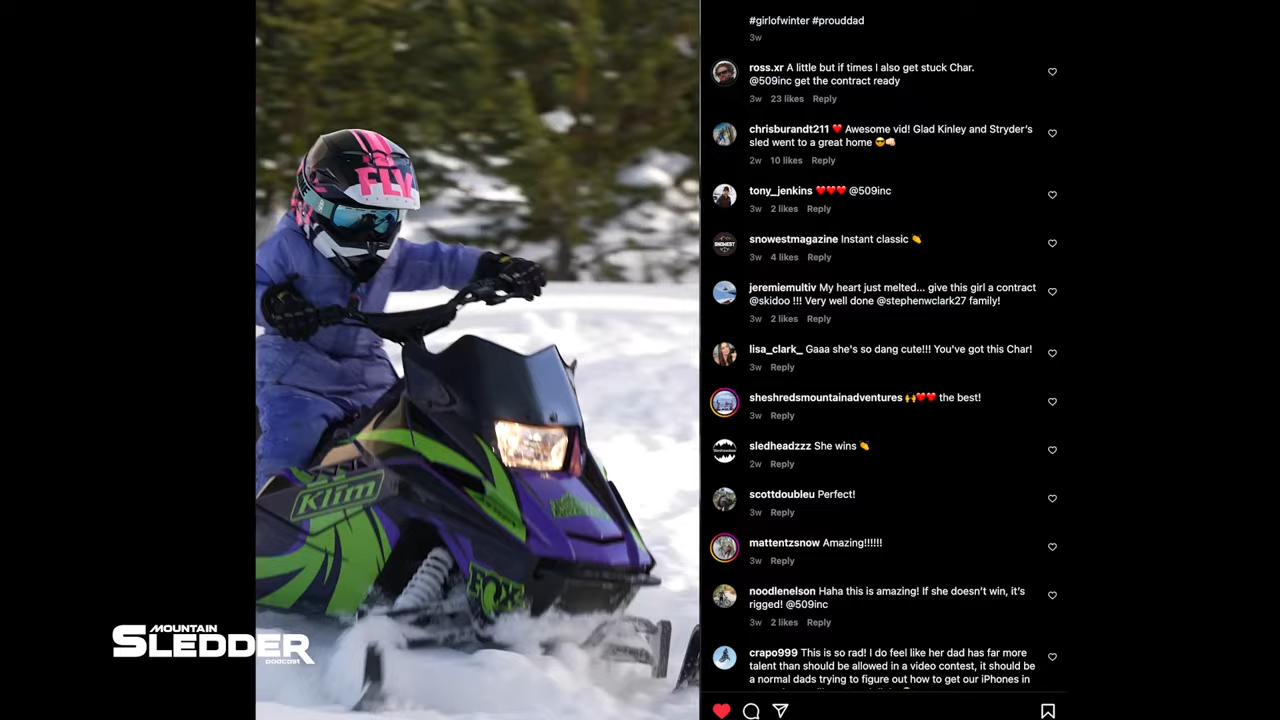 FLY
Klim
FOX
MOUNTAIN
SLEDDER
podcast
#girlofwinter #prouddad
3w
ross.xr A little but if times I also get stuck Char.
@509inc get the contract ready
3w 23 likes Reply
chrisburandt211 ❤️ Awesome vid! Glad Kinley and Stryder's
sled went to a great home 😎👊🏻
2w 10 likes Reply
tony_jenkins ❤️❤️❤️ @509inc
3w 2 likes Reply
SNOWEST
snowestmagazine Instant classic 👏
3w 4 likes Reply
jeremiemultiv My heart just melted... give this girl a contract
@skidoo !!! Very well done @stephenwclark27 family!
3w 2 likes Reply
lisa_clark_ Gaaa she's so dang cute!!! You've got this Char!
3w Reply
sheshredsmountainadventures 🙌❤️❤️ the best!
3w Reply
sledheadzzz She wins 👏
2w Reply
scottdoubleu Perfect!
3w Reply
mattentzsnow Amazing!!!!!!
3w Reply
noodlenelson Haha this is amazing! If she doesn't win, it's
rigged! @509inc
3w 2 likes Reply
crapo999 This is so rad! I do feel like her dad has far more
talent than should be allowed in a video contest, it should be
a normal dads trying to figure out how to get our iPhones in